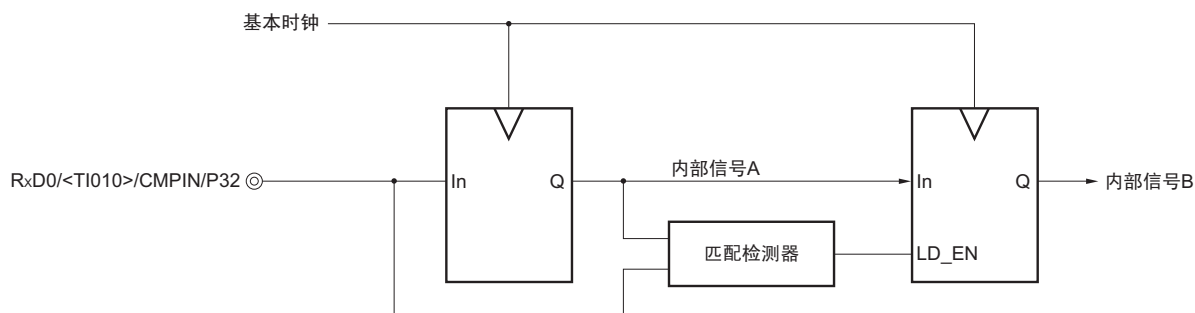 基本时钟
RxD0/<TI010>/CMPIN/P32
In
Q
内部信号A
In
Q
内部信号B
匹配检测器
LD_EN